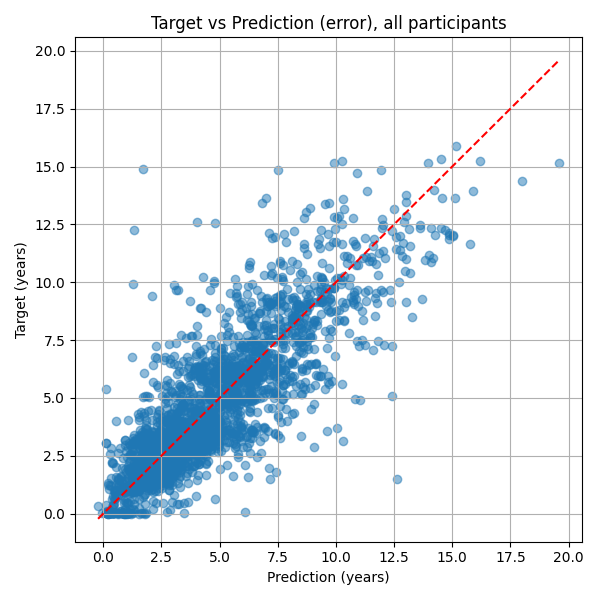 Target vs Prediction (error), all participants
20.0
17.5
15.0
12.5
10.0
7.5
5.0
2.5
0.0
Target (years)
0.0 2.5 5.0 7.5 10.0 12.5 15.0 17.5 20.0
Prediction (years)